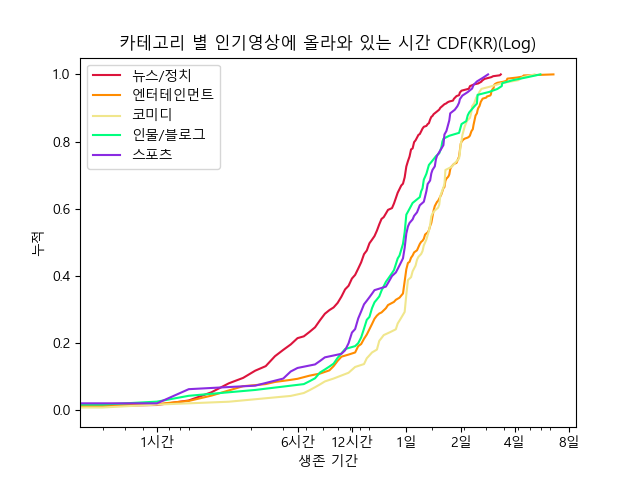 카테고리 별 인기영상에 올라와 있는 시간 CDF(KR)(Log)
뉴스/정치
엔터테인먼트
코미디
인물/블로그
스포츠
누적
1.0
0.8
0.6
0.4
0.2
0.0
1시간
6시간
12시간
1일
2일
4일
8일
생존 기간